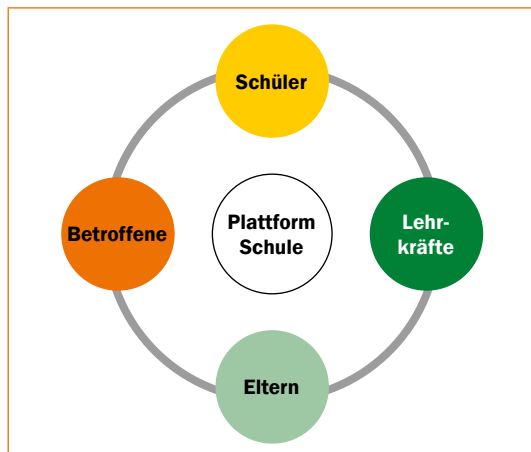 Schüler
Betroffene
Plattform
Schule
Lehr-
kräfte
Eltern